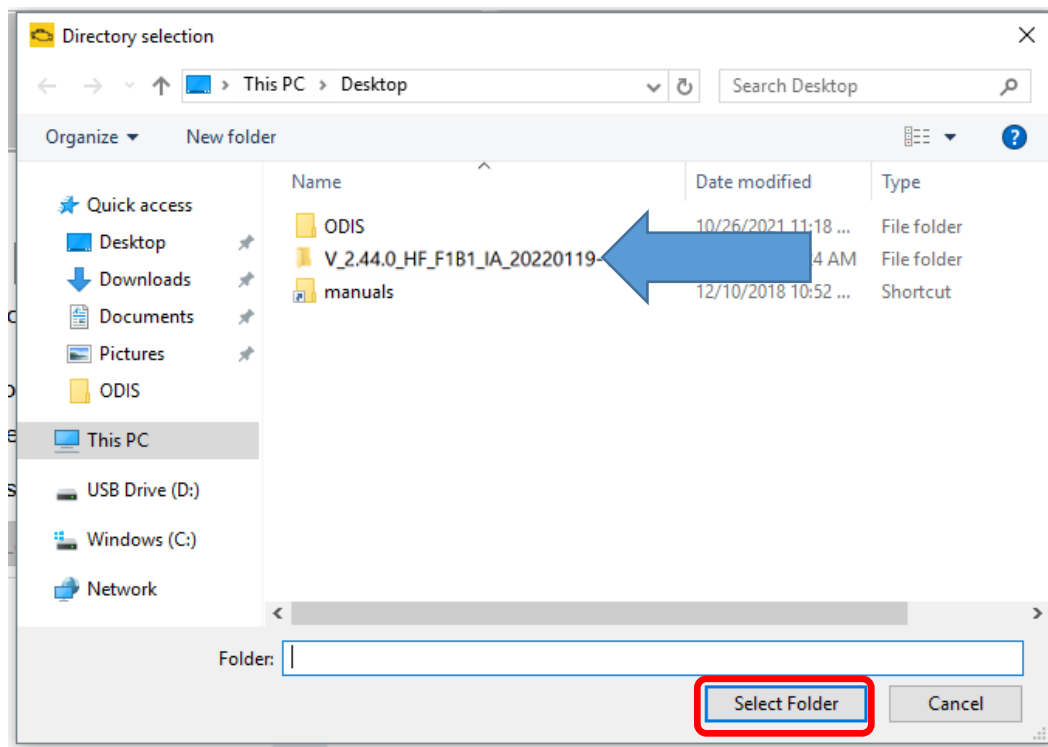 Directory selection
This PC > Desktop
Search Desktop
Organize
New folder
Name
Date modified
Type
Quick access
Desktop
Downloads
Documents
Pictures
ODIS
This PC
USB Drive (D:)
Windows (C:)
Network
ODIS 10/26/2021 11:18 ... File folder
V_2.44.0_HF_F1B1_IA_20220119- 4 AM File folder
manuals 12/10/2018 10:52 ... Shortcut
Folder:
Select Folder
Cancel